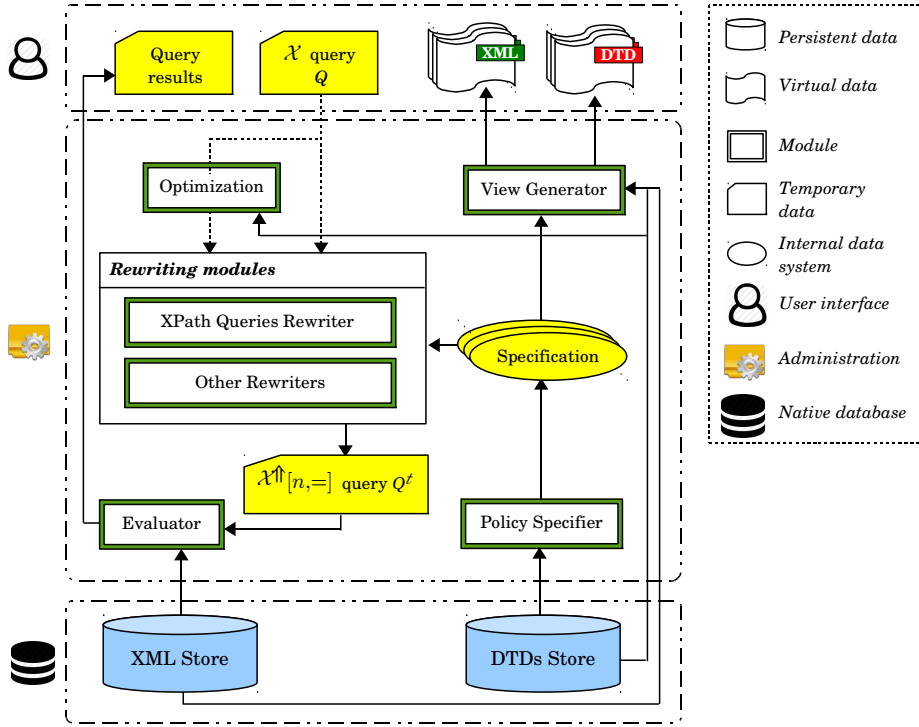 Query
results
𝒳 query
Q
XML
DTD
Optimization
View Generator
Rewriting modules
XPath Queries Rewriter
Other Rewriters
Specification
𝒳⇑[n,=] query Qᵗ
Evaluator
Policy Specifier
XML Store
DTDs Store
Persistent data
Virtual data
Module
Temporary
data
Internal data
system
User interface
Administration
Native database